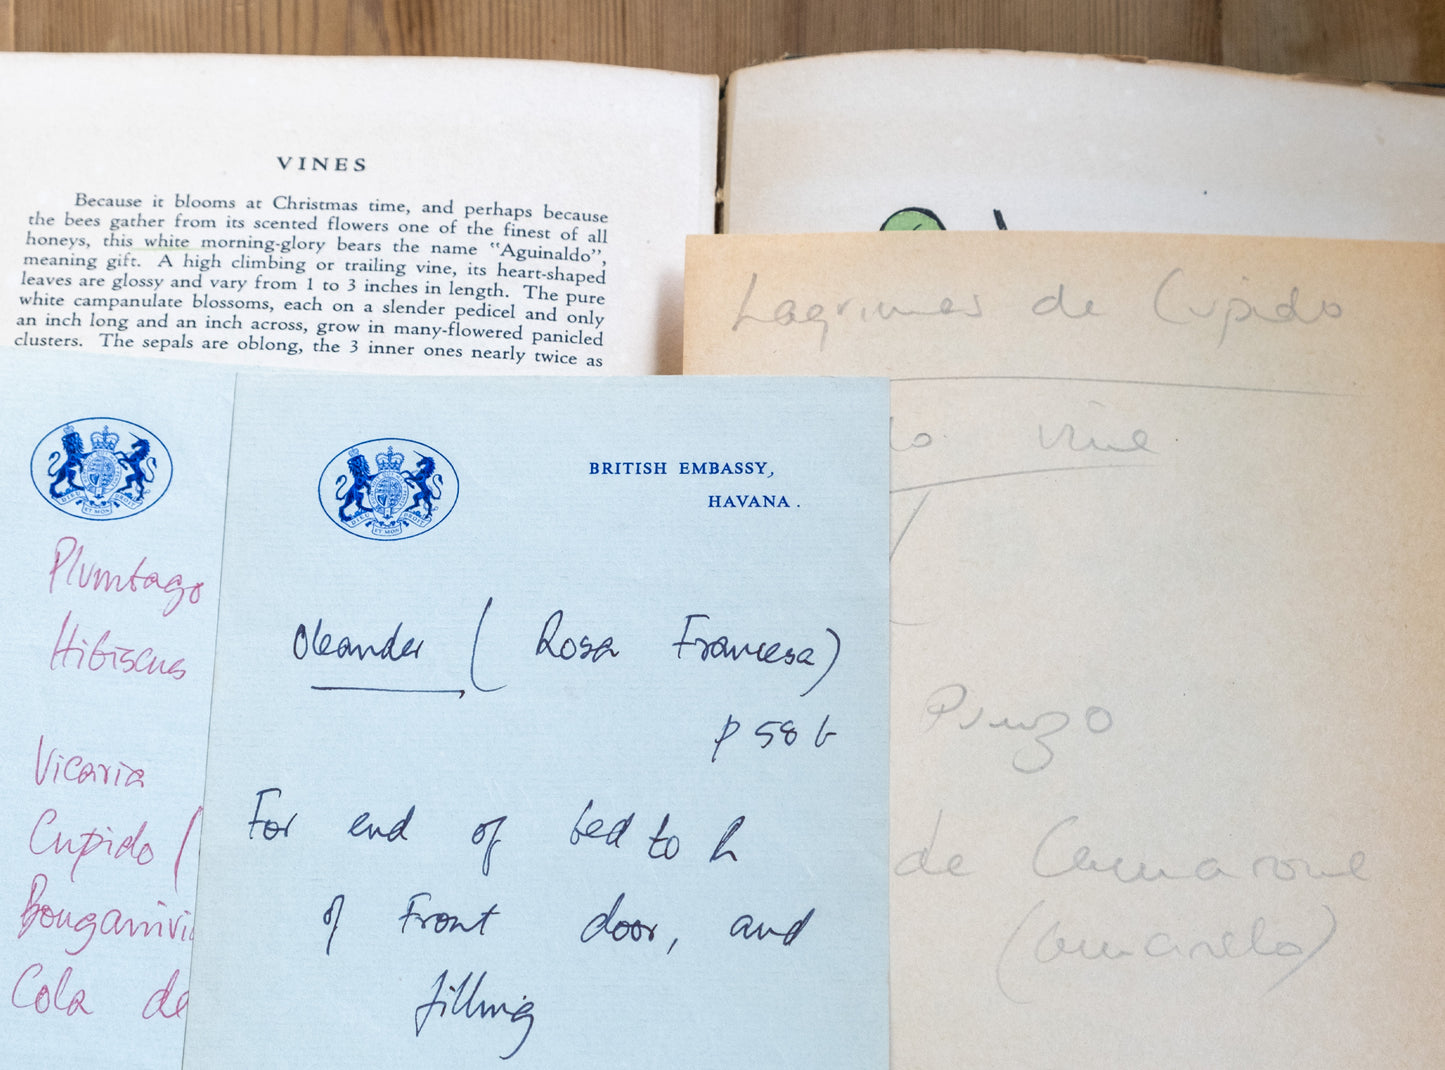 VINES
Because it blooms at Christmas time, and perhaps because
the bees gather from its scented flowers one of the finest of all
honeys, this white morning-glory bears the name "Aguinaldo",
meaning gift. A high climbing or trailing vine, its heart-shaped
leaves are glossy and vary from 1 to 3 inches in length. The pure
white campanulate blossoms, each on a slender pedicel and only
an inch long and an inch across, grow in many-flowered panicled
clusters. The sepals are oblong, the 3 inner ones nearly twice as
Plumtago
Hibiscus
Vicaria
Cupido (
Cola de
BRITISH EMBASSY,
HAVANA.
Oleander ( Rosa Francesa)
p 58 b
For end of bed to R
of Front door, and
filling
Lagrimas de Cupido
vine
de Camarone
(amarelo)